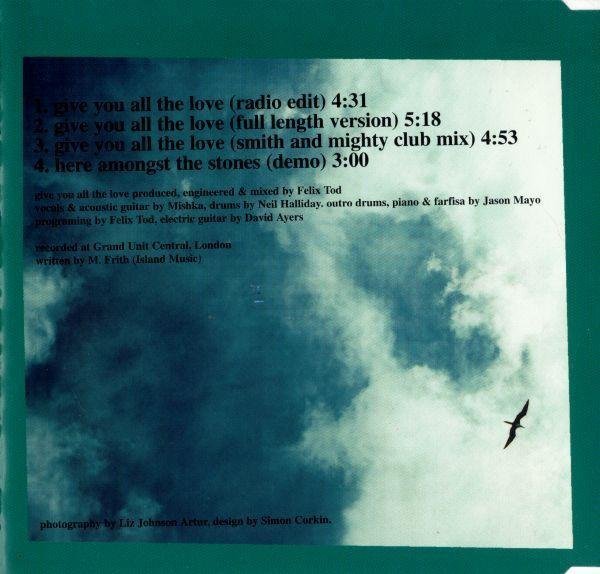 1. give you all the love (radio edit) 4:31
2. give you all the love (full length version) 5:18
3. give you all the love (smith and mighty club mix) 4:53
4. here amongst the stones (demo) 3:00
give you all the love produced, engineered & mixed by Felix Tod
vocals & acoustic guitar by Mishka, drums by Neil Halliday. outro drums, piano & farfisa by Jason Mayo
programing by Felix Tod, electric guitar by David Ayers
recorded at Grand Unit Central, London
written by M. Frith (Island Music)
photography by Liz Johnson Artur, design by Simon Corkin.